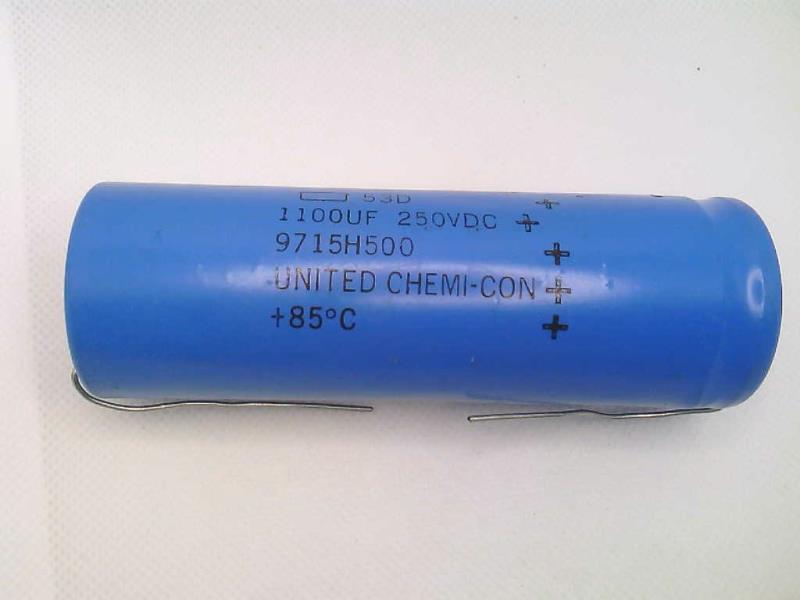 53D +
1100UF 250VDC +
9715H500 +
UNITED CHEMI-CON +
+85°C +